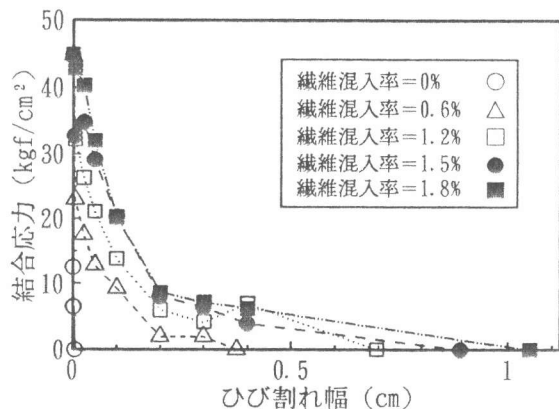 50
40
30
20
10
0
結合応力 (kgf/cm²)
繊維混入率=0%
繊維混入率=0.6%
繊維混入率=1.2%
繊維混入率=1.5%
繊維混入率=1.8%
0
0.5
1
ひび割れ幅 (cm)